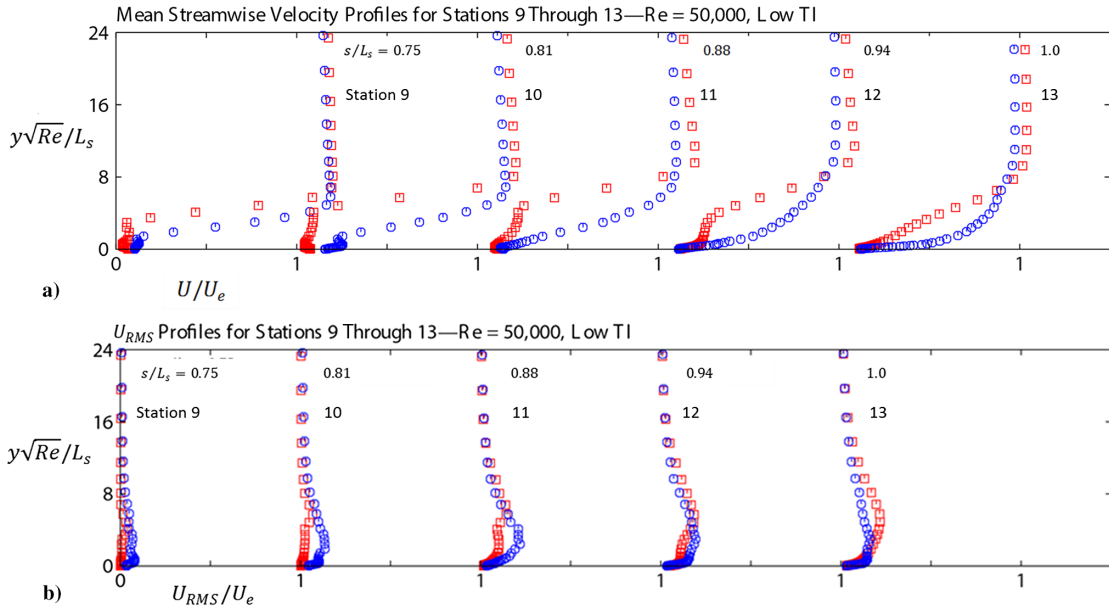 Mean Streamwise Velocity Profiles for Stations 9 Through 13—Re = 50,000, Low TI
24
s/Lₛ = 0.75 0.81 0.88 0.94 1.0
Station 9 10 11 12 13
16
y√Re/Lₛ
8
0
0 1 1 1 1 1
a) U/Uₑ
U_RMS Profiles for Stations 9 Through 13—Re = 50,000, Low TI
24
s/Lₛ = 0.75 0.81 0.88 0.94 1.0
Station 9 10 11 12 13
16
y√Re/Lₛ
8
0
0 1 1 1 1 1
b) U_RMS/Uₑ